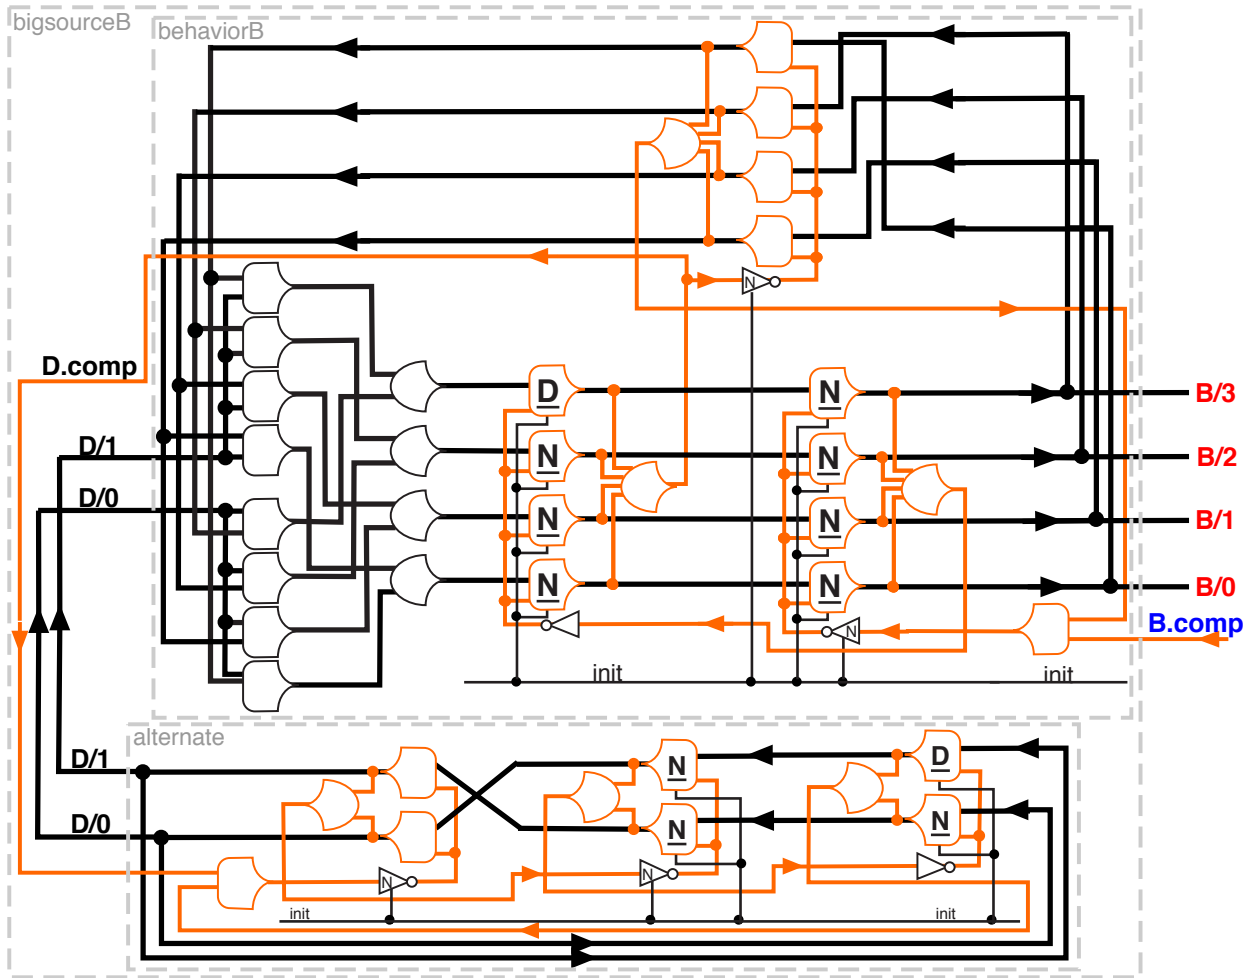 bigsourceB
behaviorB
N
D.comp
D
N
B/3
D/1
N
N
B/2
D/0
N
N
B/1
N
N
B/0
N
B.comp
init
init
alternate
D/1
N
D
D/0
N
N
N
N
init
init